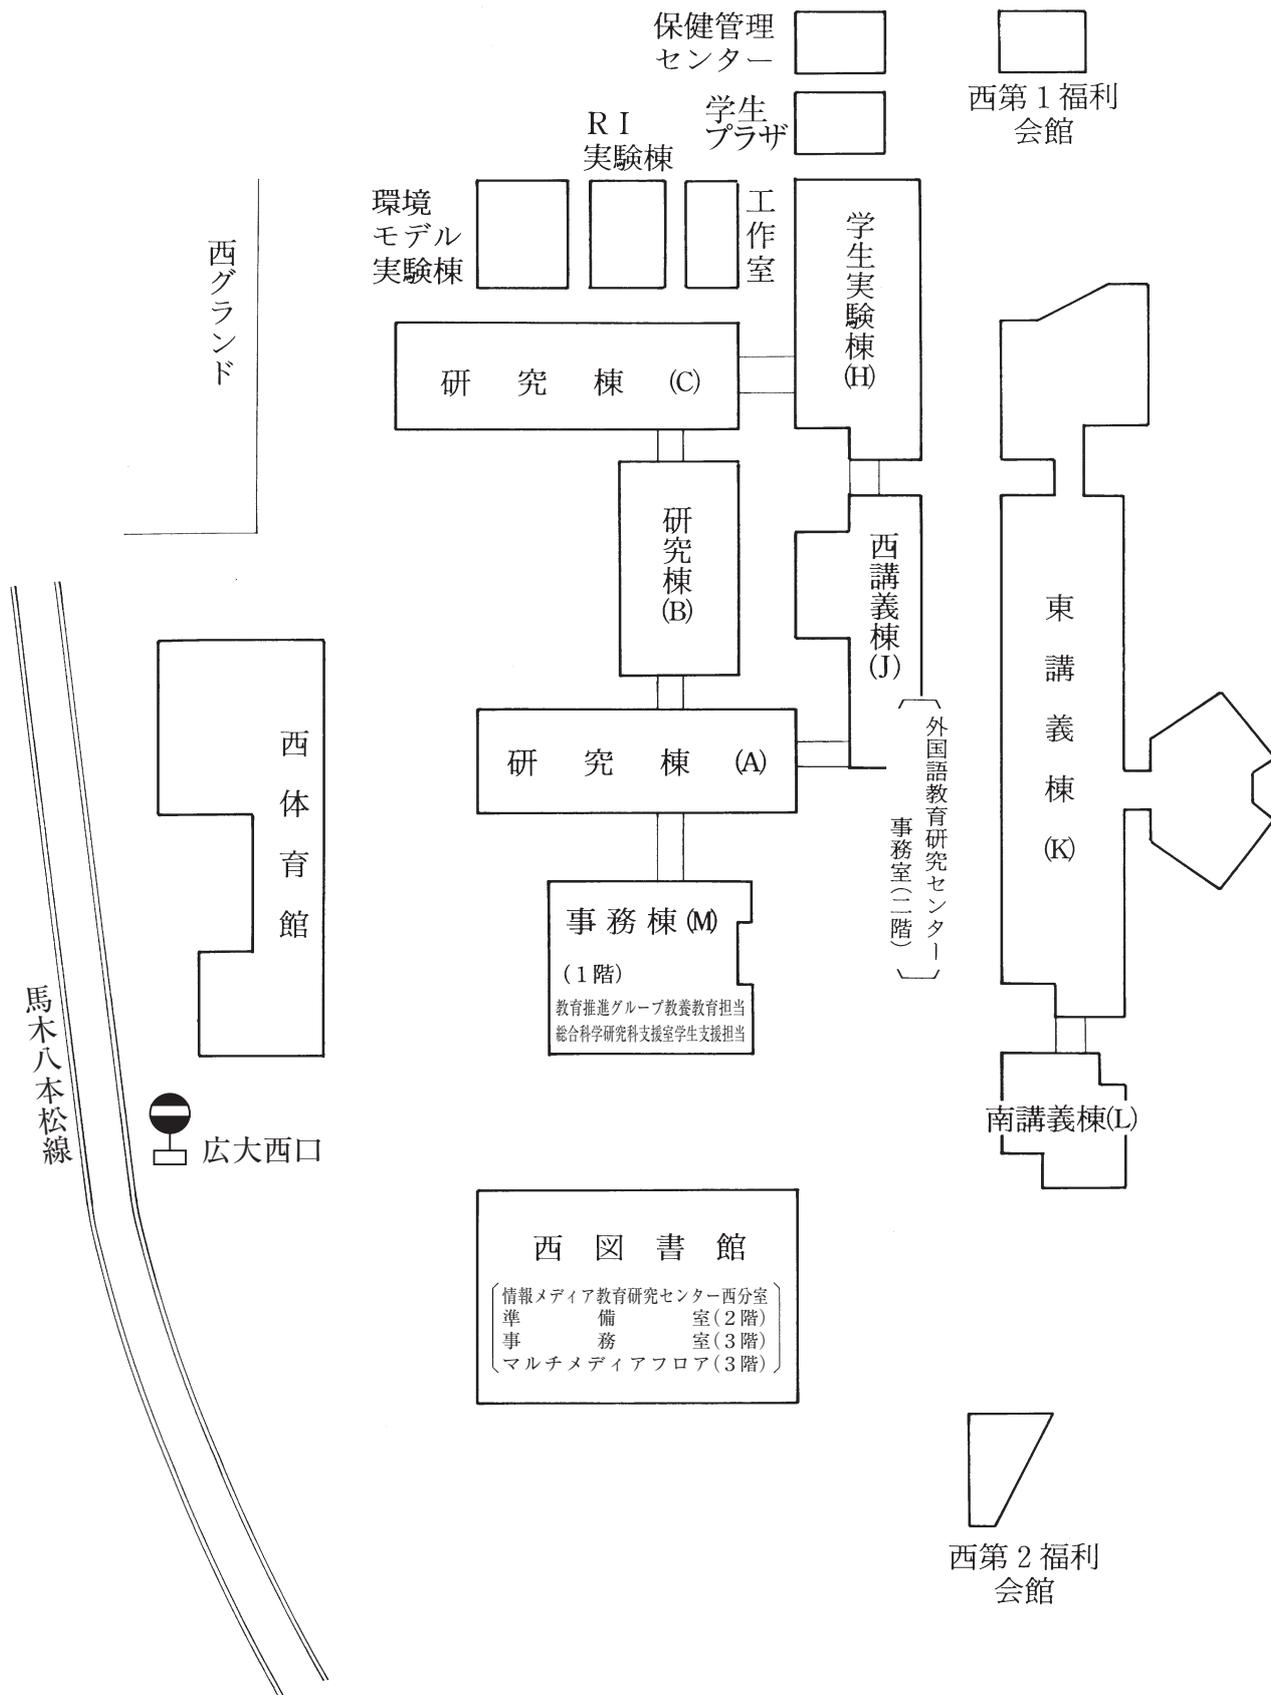 保健管理
センター
西第１福利
会館
学生
プラザ
ＲＩ
実験棟
環境
モデル
実験棟
工作室
学生実験棟(H)
西グランド
研究棟(C)
研究棟(B)
西講義棟(J)
東講義棟(K)
研究棟(A)
外国語教育研究センター
事務室(二階)
西体育館
事務棟(M)
(１階)
教育推進グループ教養教育担当
総合科学研究科支援室学生支援担当
馬木八本松線
広大西口
南講義棟(L)
西図書館
情報メディア教育研究センター西分室
準備室(２階)
事務室(３階)
マルチメディアフロア(３階)
西第２福利
会館